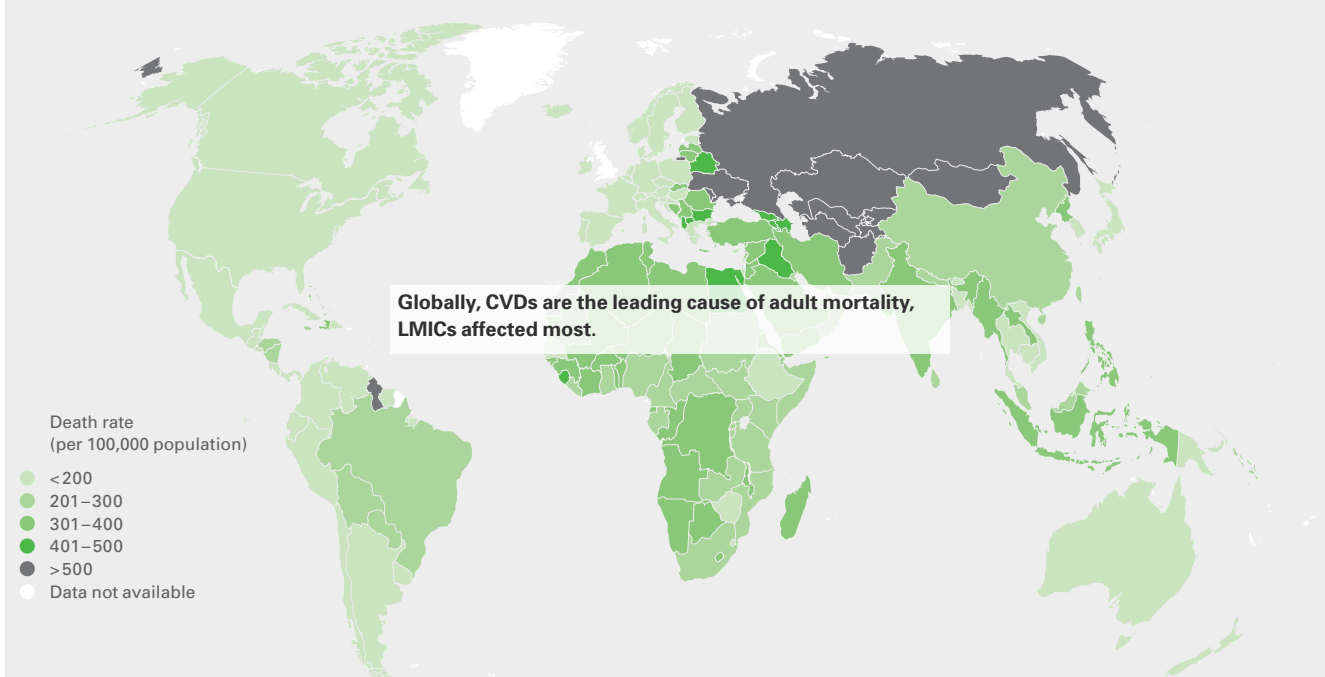 Globally, CVDs are the leading cause of adult mortality,
LMICs affected most.
Death rate
(per 100,000 population)
<200
201–300
301–400
401–500
>500
Data not available